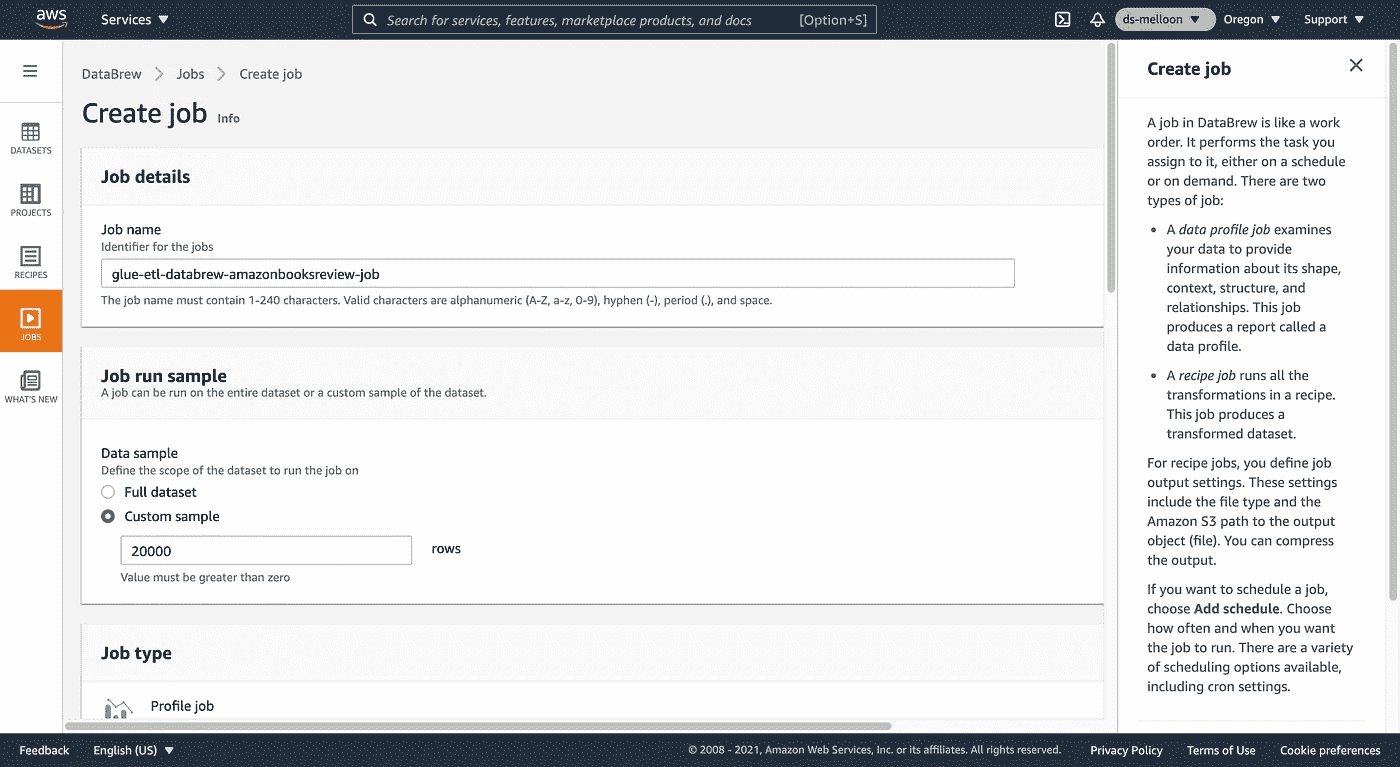 aws
Services ▼
Search for services, features, marketplace products, and docs [Option+S]
ds-melloon ▼
Oregon ▼
Support ▼
DATASETS
PROJECTS
RECIPES
JOBS
WHAT'S NEW
DataBrew > Jobs > Create job
Create job Info
Job details
Job name
Identifier for the jobs
glue-etl-databrew-amazonbooksreview-job
The job name must contain 1-240 characters. Valid characters are alphanumeric (A-Z, a-z, 0-9), hyphen (-), period (.), and space.
Job run sample
A job can be run on the entire dataset or a custom sample of the dataset.
Data sample
Define the scope of the dataset to run the job on
Full dataset
Custom sample
20000 rows
Value must be greater than zero
Job type
Profile job
Create job
A job in DataBrew is like a work
order. It performs the task you
assign to it, either on a schedule
or on demand. There are two
types of job:
• A data profile job examines
your data to provide
information about its shape,
context, structure, and
relationships. This job
produces a report called a
data profile.
• A recipe job runs all the
transformations in a recipe.
This job produces a
transformed dataset.
For recipe jobs, you define job
output settings. These settings
include the file type and the
Amazon S3 path to the output
object (file). You can compress
the output.
If you want to schedule a job,
choose Add schedule. Choose
how often and when you want
the job to run. There are a variety
of scheduling options available,
including cron settings.
Feedback
English (US) ▼
© 2008 - 2021, Amazon Web Services, Inc. or its affiliates. All rights reserved.
Privacy Policy
Terms of Use
Cookie preferences